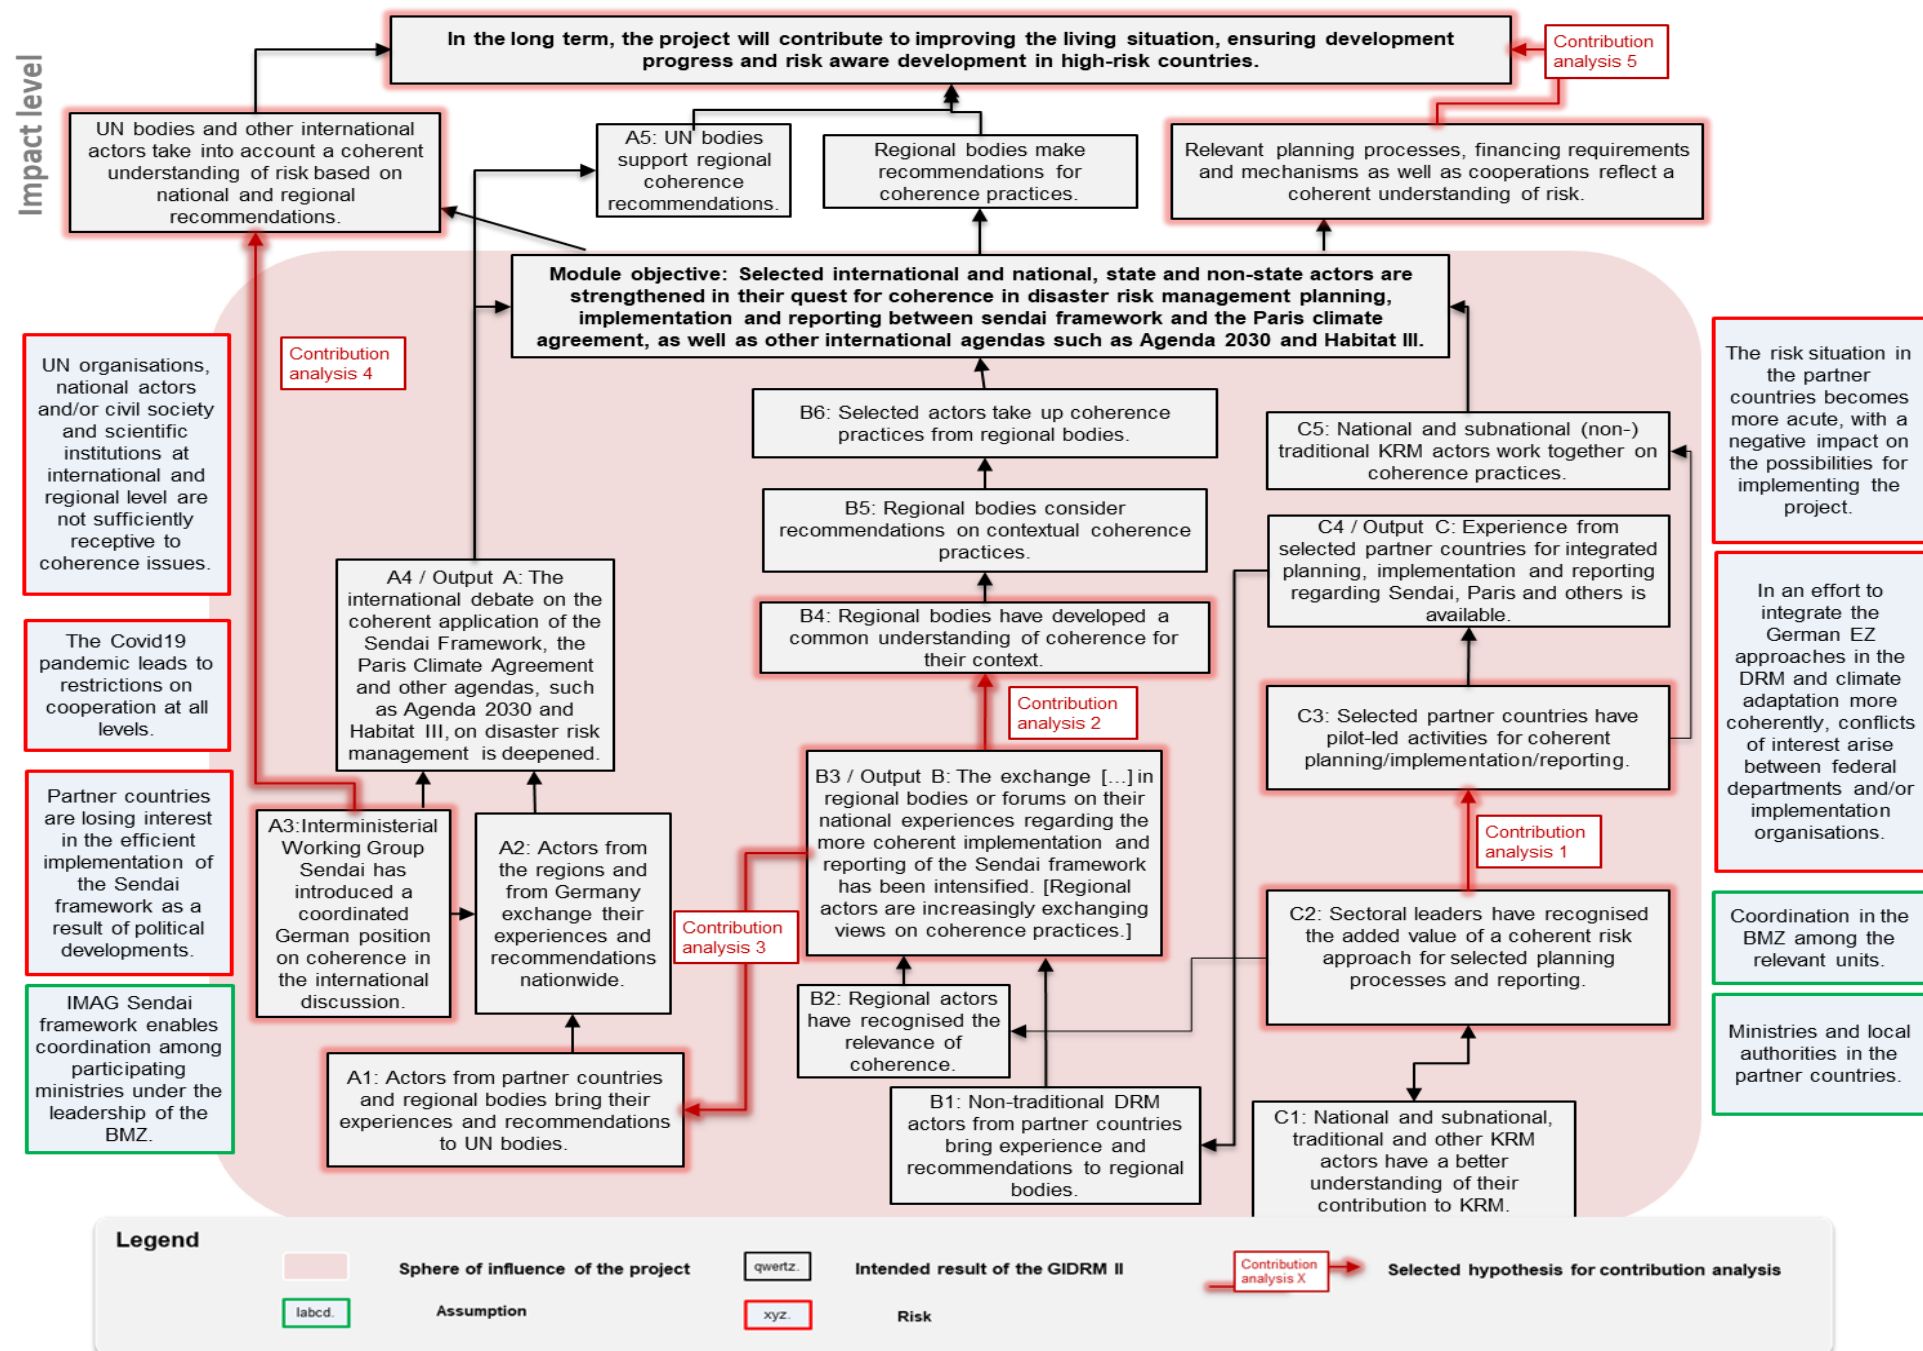 In the long term, the project will contribute to improving the living situation, ensuring development
progress and risk aware development in high-risk countries.
Contribution
analysis 5
Impact level
UN bodies and other international
actors take into account a coherent
understanding of risk based on
national and regional
recommendations.
A5: UN bodies
support regional
coherence
recommendations.
Regional bodies make
recommendations for
coherence practices.
Relevant planning processes, financing requirements
and mechanisms as well as cooperations reflect a
coherent understanding of risk.
Module objective: Selected international and national, state and non-state actors are
strengthened in their quest for coherence in disaster risk management planning,
implementation and reporting between sendai framework and the Paris climate
agreement, as well as other international agendas such as Agenda 2030 and Habitat III.
UN organisations,
national actors
and/or civil society
and scientific
institutions at
international and
regional level are
not sufficiently
receptive to
coherence issues.
The Covid19
pandemic leads to
restrictions on
cooperation at all
levels.
Partner countries
are losing interest
in the efficient
implementation of
the Sendai
framework as a
result of political
developments.
IMAG Sendai
framework enables
coordination among
participating
ministries under the
leadership of the
BMZ.
Contribution
analysis 4
A4 / Output A: The
international debate on the
coherent application of the
Sendai Framework, the
Paris Climate Agreement
and other agendas, such
as Agenda 2030 and
Habitat III, on disaster risk
management is deepened.
A3:Interministerial
Working Group
Sendai has
introduced a
coordinated
German position
on coherence in
the international
discussion.
A2: Actors from
the regions and
from Germany
exchange their
experiences and
recommendations
nationwide.
A1: Actors from partner countries
and regional bodies bring their
experiences and recommendations
to UN bodies.
B6: Selected actors take up coherence
practices from regional bodies.
B5: Regional bodies consider
recommendations on contextual coherence
practices.
B4: Regional bodies have developed a
common understanding of coherence for
their context.
Contribution
analysis 2
B3 / Output B: The exchange [...] in
regional bodies or forums on their
national experiences regarding the
more coherent implementation and
reporting of the Sendai framework
has been intensified. [Regional
actors are increasingly exchanging
views on coherence practices.]
Contribution
analysis 3
B2: Regional actors
have recognised the
relevance of
coherence.
B1: Non-traditional DRM
actors from partner countries
bring experience and
recommendations to regional
bodies.
C5: National and subnational (non-)
traditional KRM actors work together on
coherence practices.
C4 / Output C: Experience from
selected partner countries for integrated
planning, implementation and reporting
regarding Sendai, Paris and others is
available.
C3: Selected partner countries have
pilot-led activities for coherent
planning/implementation/reporting.
Contribution
analysis 1
C2: Sectoral leaders have recognised
the added value of a coherent risk
approach for selected planning
processes and reporting.
C1: National and subnational,
traditional and other KRM
actors have a better
understanding of their
contribution to KRM.
The risk situation in
the partner
countries becomes
more acute, with a
negative impact on
the possibilities for
implementing the
project.
In an effort to
integrate the
German EZ
approaches in the
DRM and climate
adaptation more
coherently, conflicts
of interest arise
between federal
departments and/or
implementation
organisations.
Coordination in the
BMZ among the
relevant units.
Ministries and local
authorities in the
partner countries.
Legend
Sphere of influence of the project
qwertz.
Intended result of the GIDRM II
Contribution
analysis X
Selected hypothesis for contribution analysis
labcd.
Assumption
xyz.
Risk